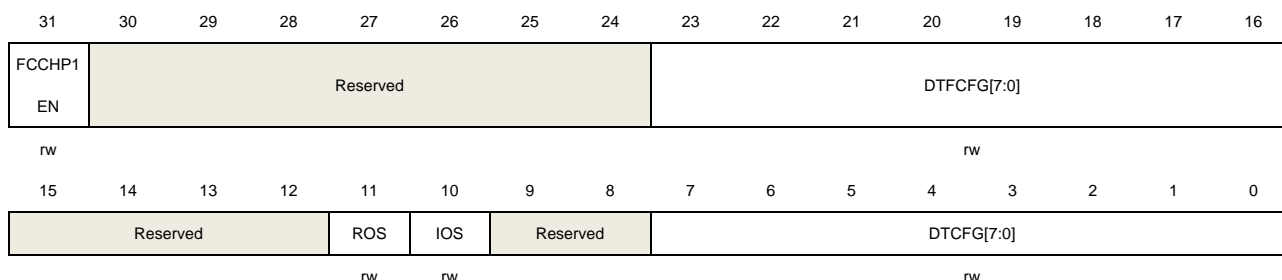 31 30 29 28 27 26 25 24 23 22 21 20 19 18 17 16
FCCHP1
EN
Reserved
DTFCFG[7:0]
rw rw
15 14 13 12 11 10 9 8 7 6 5 4 3 2 1 0
Reserved ROS IOS Reserved DTCFG[7:0]
rw rw rw